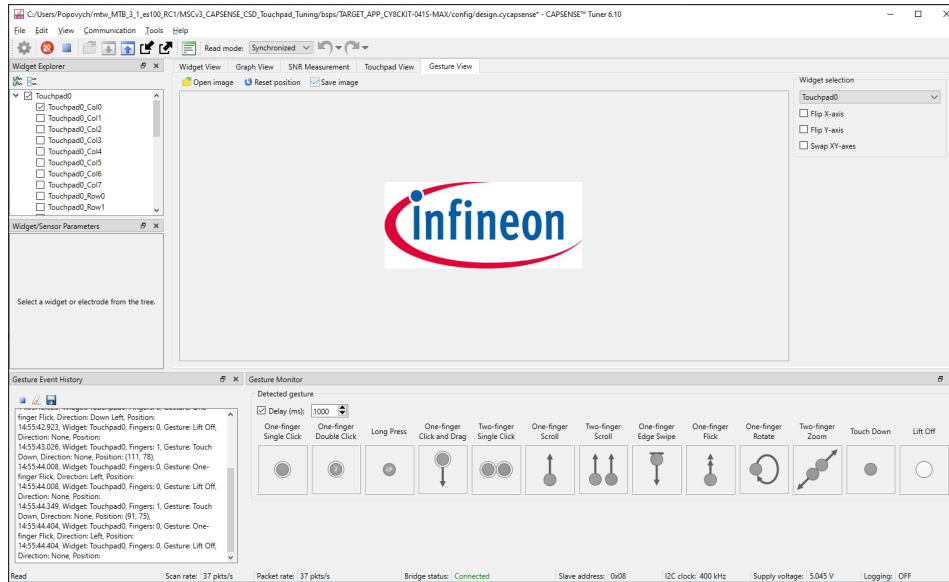 C:/Users/Popovych/mtw_MTB_3_1_es100_RC1/MSCv3_CAPSENSE_CSD_Touchpad_Tuning/bsps/TARGET_APP_CY8CKIT-041S-MAX/config/design.cycapsense* - CAPSENSE™ Tuner 6.10
File Edit View Communication Tools Help
Read mode: Synchronized
Widget Explorer
Widget View Graph View SNR Measurement Touchpad View Gesture View
Open image Reset position Save image
Touchpad0
Touchpad0_Col0
Touchpad0_Col1
Touchpad0_Col2
Touchpad0_Col3
Touchpad0_Col4
Touchpad0_Col5
Touchpad0_Col6
Touchpad0_Col7
Touchpad0_Row0
Touchpad0_Row1
Widget/Sensor Parameters
Select a widget or electrode from the tree.
infineon
Widget selection
Touchpad0
Flip X-axis
Flip Y-axis
Swap XY-axes
Gesture Event History
finger Flick, Direction: Down Left, Position:
14:55:42.923, Widget: Touchpad0, Fingers: 0, Gesture: Lift Off,
Direction: None, Position:
14:55:43.026, Widget: Touchpad0, Fingers: 1, Gesture: Touch
Down, Direction: None, Position: (111, 78),
14:55:44.008, Widget: Touchpad0, Fingers: 0, Gesture: One-
finger Flick, Direction: Left, Position:
14:55:44.008, Widget: Touchpad0, Fingers: 0, Gesture: Lift Off,
Direction: None, Position:
14:55:44.349, Widget: Touchpad0, Fingers: 1, Gesture: Touch
Down, Direction: None, Position: (91, 75),
14:55:44.404, Widget: Touchpad0, Fingers: 0, Gesture: One-
finger Flick, Direction: Left, Position:
14:55:44.404, Widget: Touchpad0, Fingers: 0, Gesture: Lift Off,
Direction: None, Position:
Gesture Monitor
Detected gesture
Delay (ms): 1000
One-finger Single Click
One-finger Double Click
Long Press
One-finger Click and Drag
Two-finger Single Click
One-finger Scroll
Two-finger Scroll
One-finger Edge Swipe
One-finger Flick
One-finger Rotate
Two-finger Zoom
Touch Down
Lift Off
2
LP
Read Scan rate: 37 pkts/s Packet rate: 37 pkts/s Bridge status: Connected Slave address: 0x08 I2C clock: 400 kHz Supply voltage: 5.045 V Logging: OFF